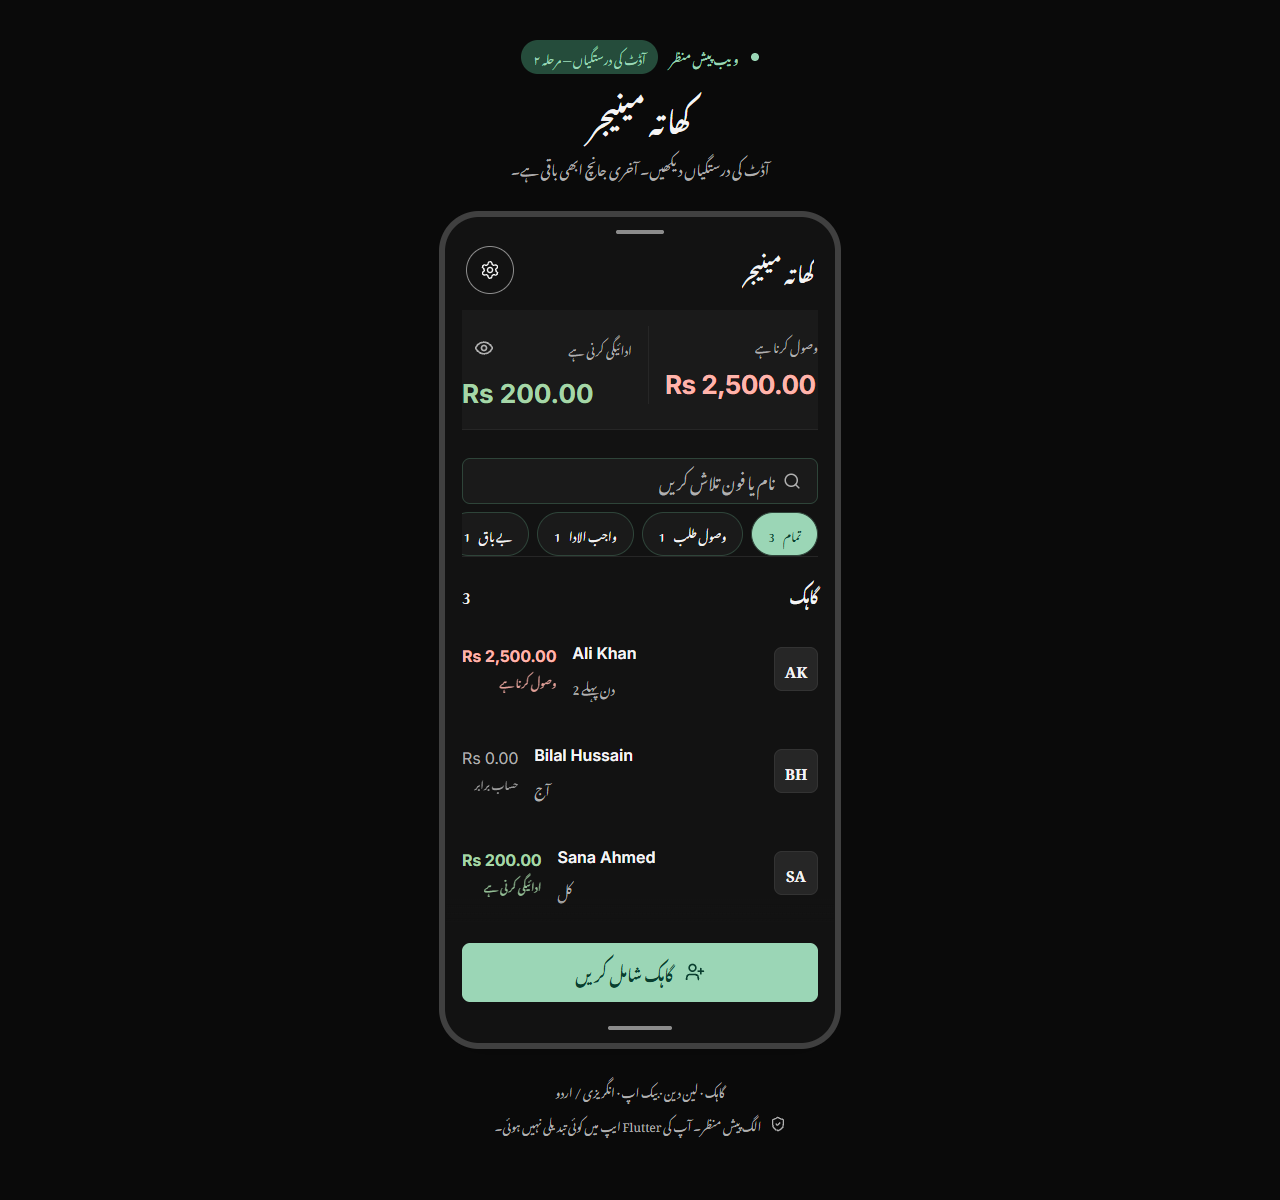 ویب پیش منظر آڈٹ کی درستگیاں – مرحلہ ۲
کھاتہ مینیجر
آڈٹ کی درستگیاں دیکھیں۔ آخری جانچ ابھی باقی ہے۔
کھاتہ مینیجر
وصول کرنا ہے
Rs 2,500.00
ادائیگی کرنی ہے
Rs 200.00
نام یا فون تلاش کریں
تمام 3 وصول طلب 1 واجب الادا 1 بے باق 1
گاہک 3
AK Ali Khan Rs 2,500.00
2 دن پہلے وصول کرنا ہے
BH Bilal Hussain Rs 0.00
آج حساب برابر
SA Sana Ahmed Rs 200.00
کل ادائیگی کرنی ہے
گاہک شامل کریں
گاہک · لین دین · بیک اپ · انگریزی / اردو
الگ پیش منظر۔ آپ کی Flutter ایپ میں کوئی تبدیلی نہیں ہوئی۔